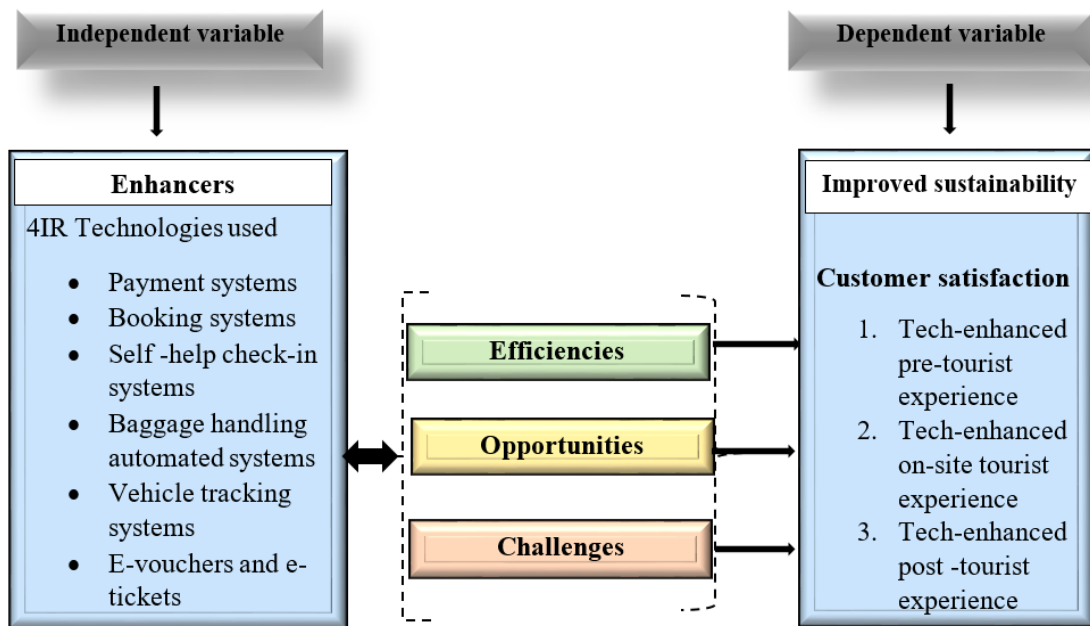 Independent variable
Dependent variable
Enhancers
4IR Technologies used
• Payment systems
• Booking systems
• Self -help check-in
systems
• Baggage handling
automated systems
• Vehicle tracking
systems
• E-vouchers and e-
tickets
Efficiencies
Opportunities
Challenges
Improved sustainability
Customer satisfaction
1. Tech-enhanced
pre-tourist
experience
2. Tech-enhanced
on-site tourist
experience
3. Tech-enhanced
post -tourist
experience